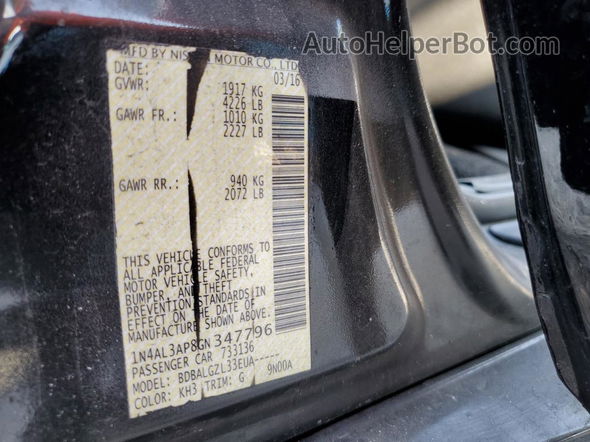 AutoHelperBot.com
MFD BY NIS MOTOR CO., LTD
DATE: 03/16
GVWR: 1917 KG
4226 LB
GAWR FR.: 1010 KG
2227 LB
GAWR RR.: 940 KG
2072 LB
THIS VEHICLE CONFORMS TO
ALL APPLICABLE FEDERAL
MOTOR VEHICLE SAFETY,
BUMPER, AND THEFT
PREVENTION STANDARDS IN
EFFECT ON THE DATE OF
MANUFACTURE SHOWN ABOVE.
1N4AL3AP8GN347796
PASSENGER CAR 733136
MODEL: BDBALGZL33EUA-----
COLOR: KH3 TRIM: G 9N00A